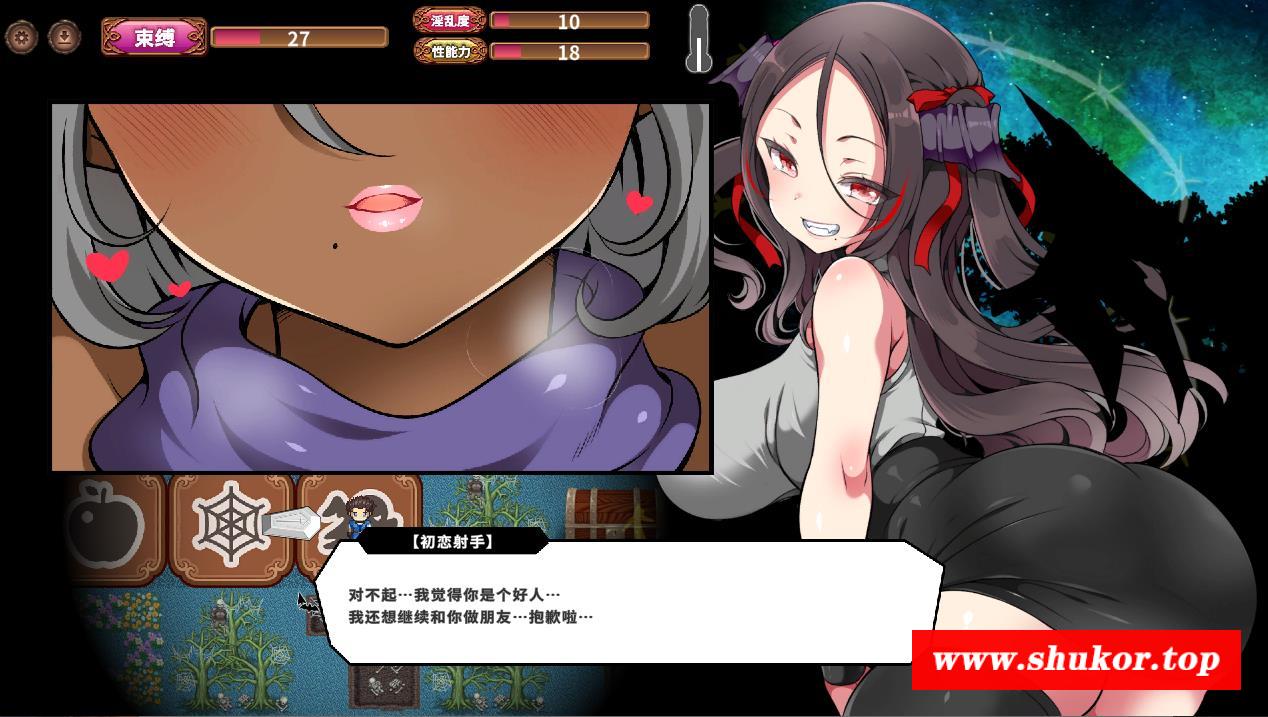 束缚
27
淫乱度
10
性能力
18
【初恋射手】
对不起…我觉得你是个好人…
我还想继续和你做朋友…抱歉啦…
www.shukor.top